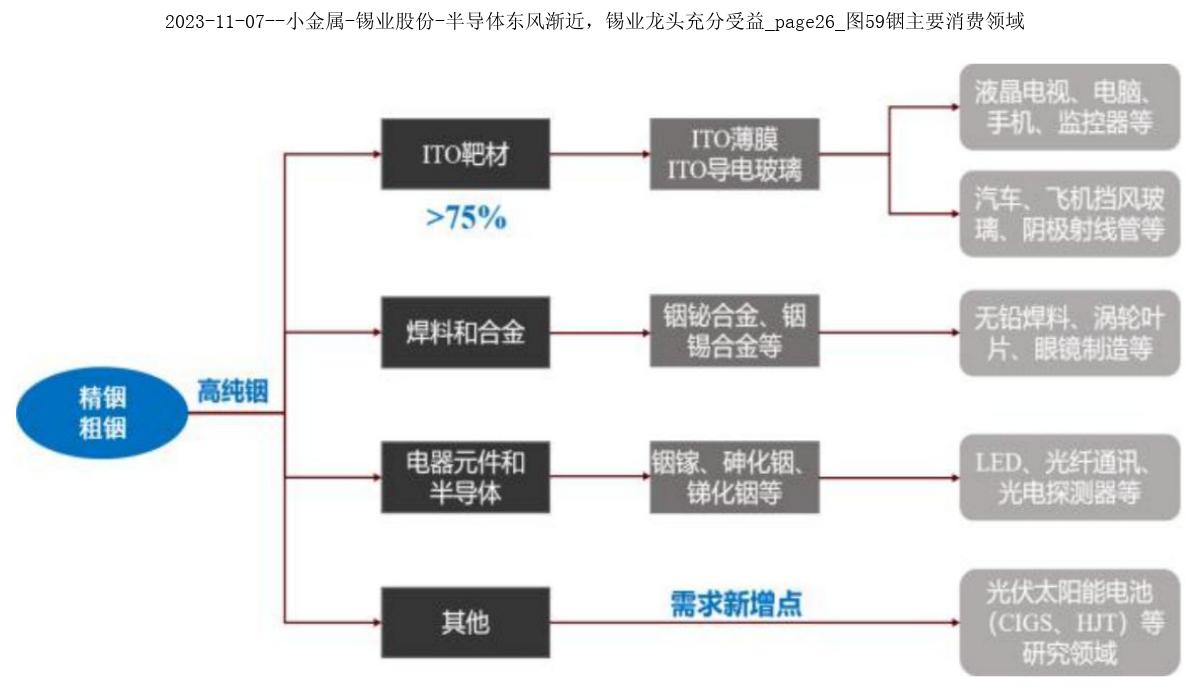 2023-11-07--小金属-锡业股份-半导体东风渐近，锡业龙头充分受益_page26_图59铟主要消费领域
精铟
粗铟
高纯铟
ITO靶材
>75%
ITO薄膜
ITO导电玻璃
液晶电视、电脑、
手机、监控器等
汽车、飞机挡风玻
璃、阴极射线管等
焊料和合金
铟铋合金、铟
锡合金等
无铅焊料、涡轮叶
片、眼镜制造等
电器元件和
半导体
铟镓、砷化铟、
锑化铟等
LED、光纤通讯、
光电探测器等
其他
需求新增点
光伏太阳能电池
（CIGS、HJT）等
研究领域